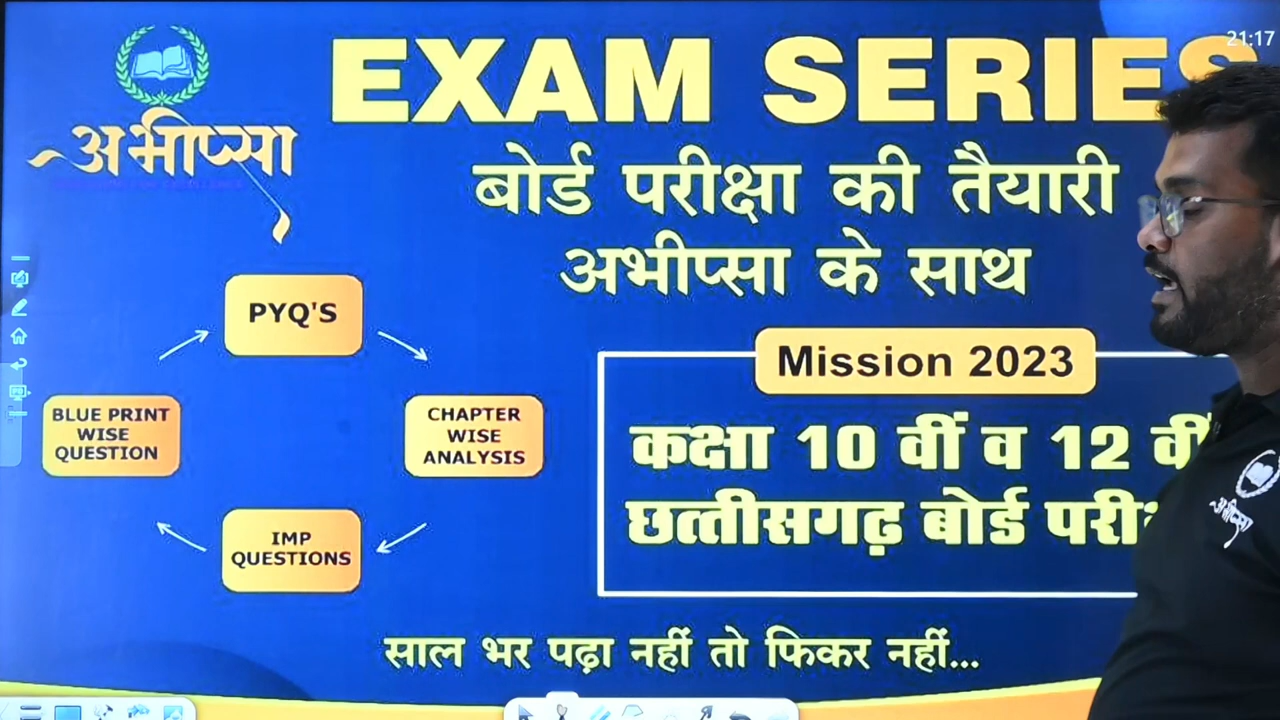 21:17
EXAM SERIES
अभीप्सा
बोर्ड परीक्षा की तैयारी
अभीप्सा के साथ
PYQ'S
BLUE PRINT
WISE
QUESTION
CHAPTER
WISE
ANALYSIS
IMP
QUESTIONS
Mission 2023
कक्षा 10 वीं व 12 वीं
छत्तीसगढ़ बोर्ड
साल भर पढ़ा नहीं तो फिकर नहीं...
अभीप्सा